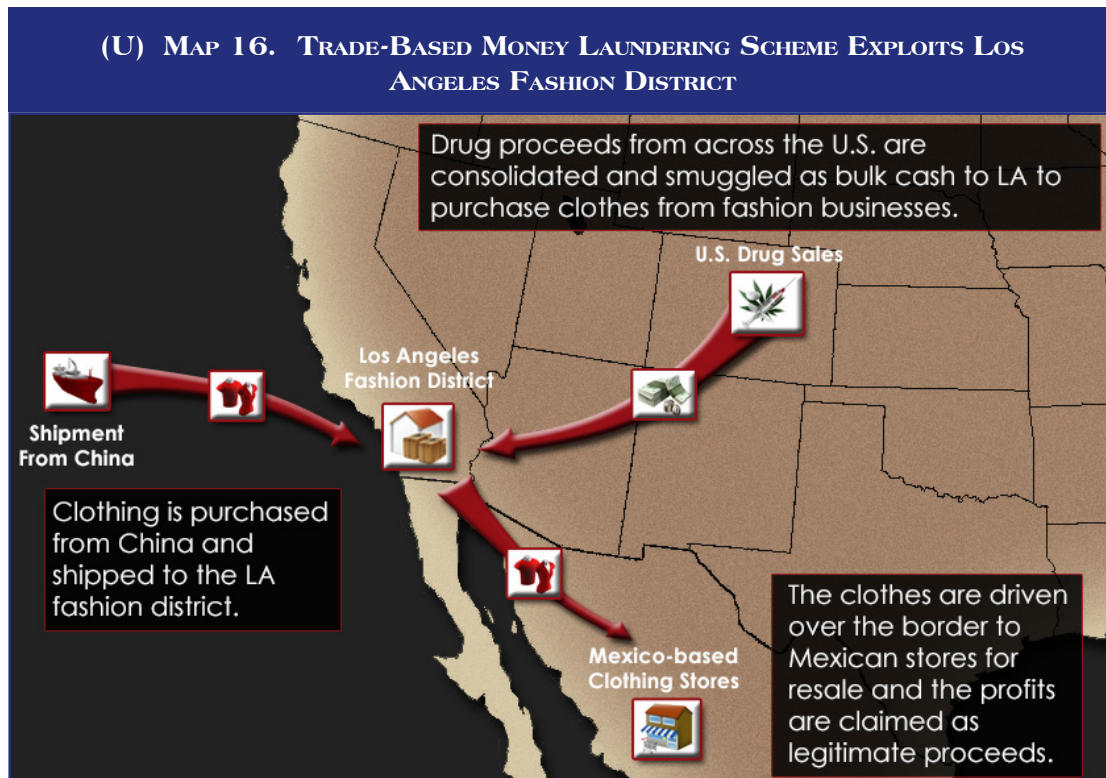 (U) Map 16. Trade-Based Money Laundering Scheme Exploits Los
Angeles Fashion District
Drug proceeds from across the U.S. are
consolidated and smuggled as bulk cash to LA to
purchase clothes from fashion businesses.
U.S. Drug Sales
Los Angeles
Fashion District
Shipment
From China
Clothing is purchased
from China and
shipped to the LA
fashion district.
Mexico-based
Clothing Stores
The clothes are driven
over the border to
Mexican stores for
resale and the profits
are claimed as
legitimate proceeds.